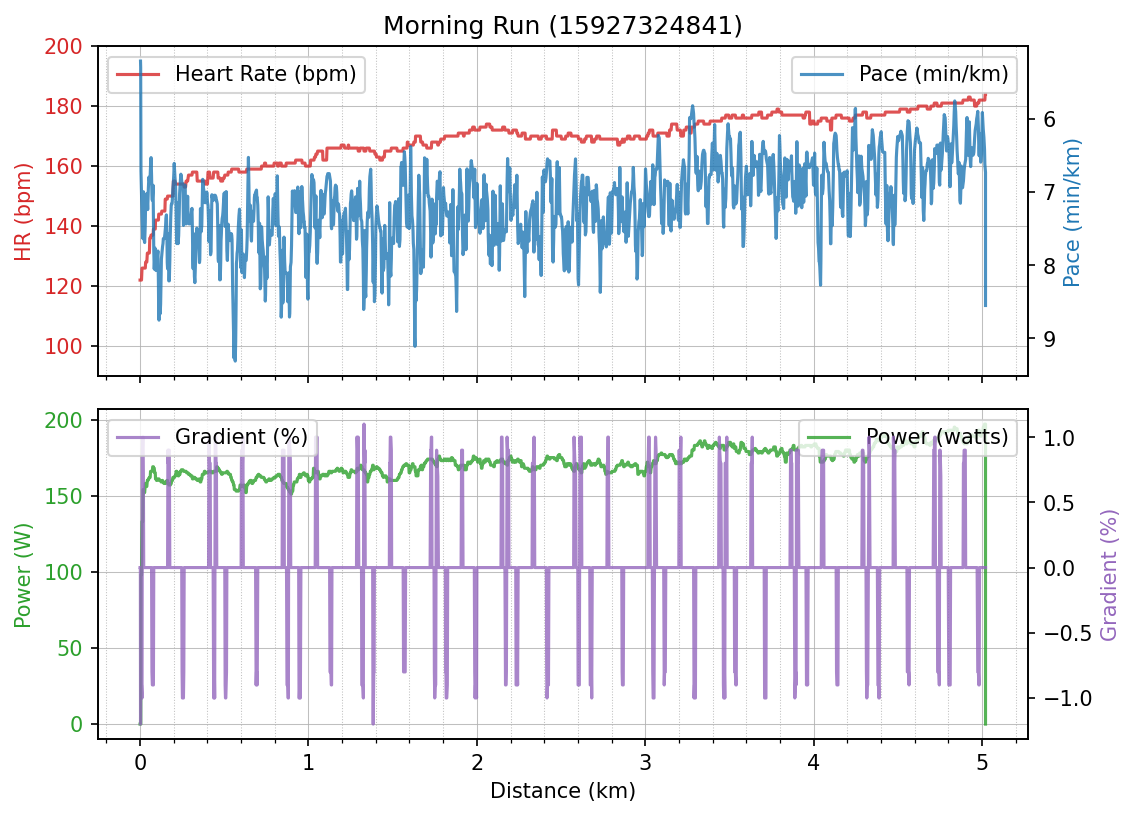 Morning Run (15927324841)
Heart Rate (bpm)
Pace (min/km)
HR (bpm)
200
180
160
140
120
100
6
7
8
9
Pace (min/km)
Gradient (%)
Power (watts)
Power (W)
200
150
100
50
0
1.0
0.5
0.0
−0.5
−1.0
Gradient (%)
0 1 2 3 4 5
Distance (km)